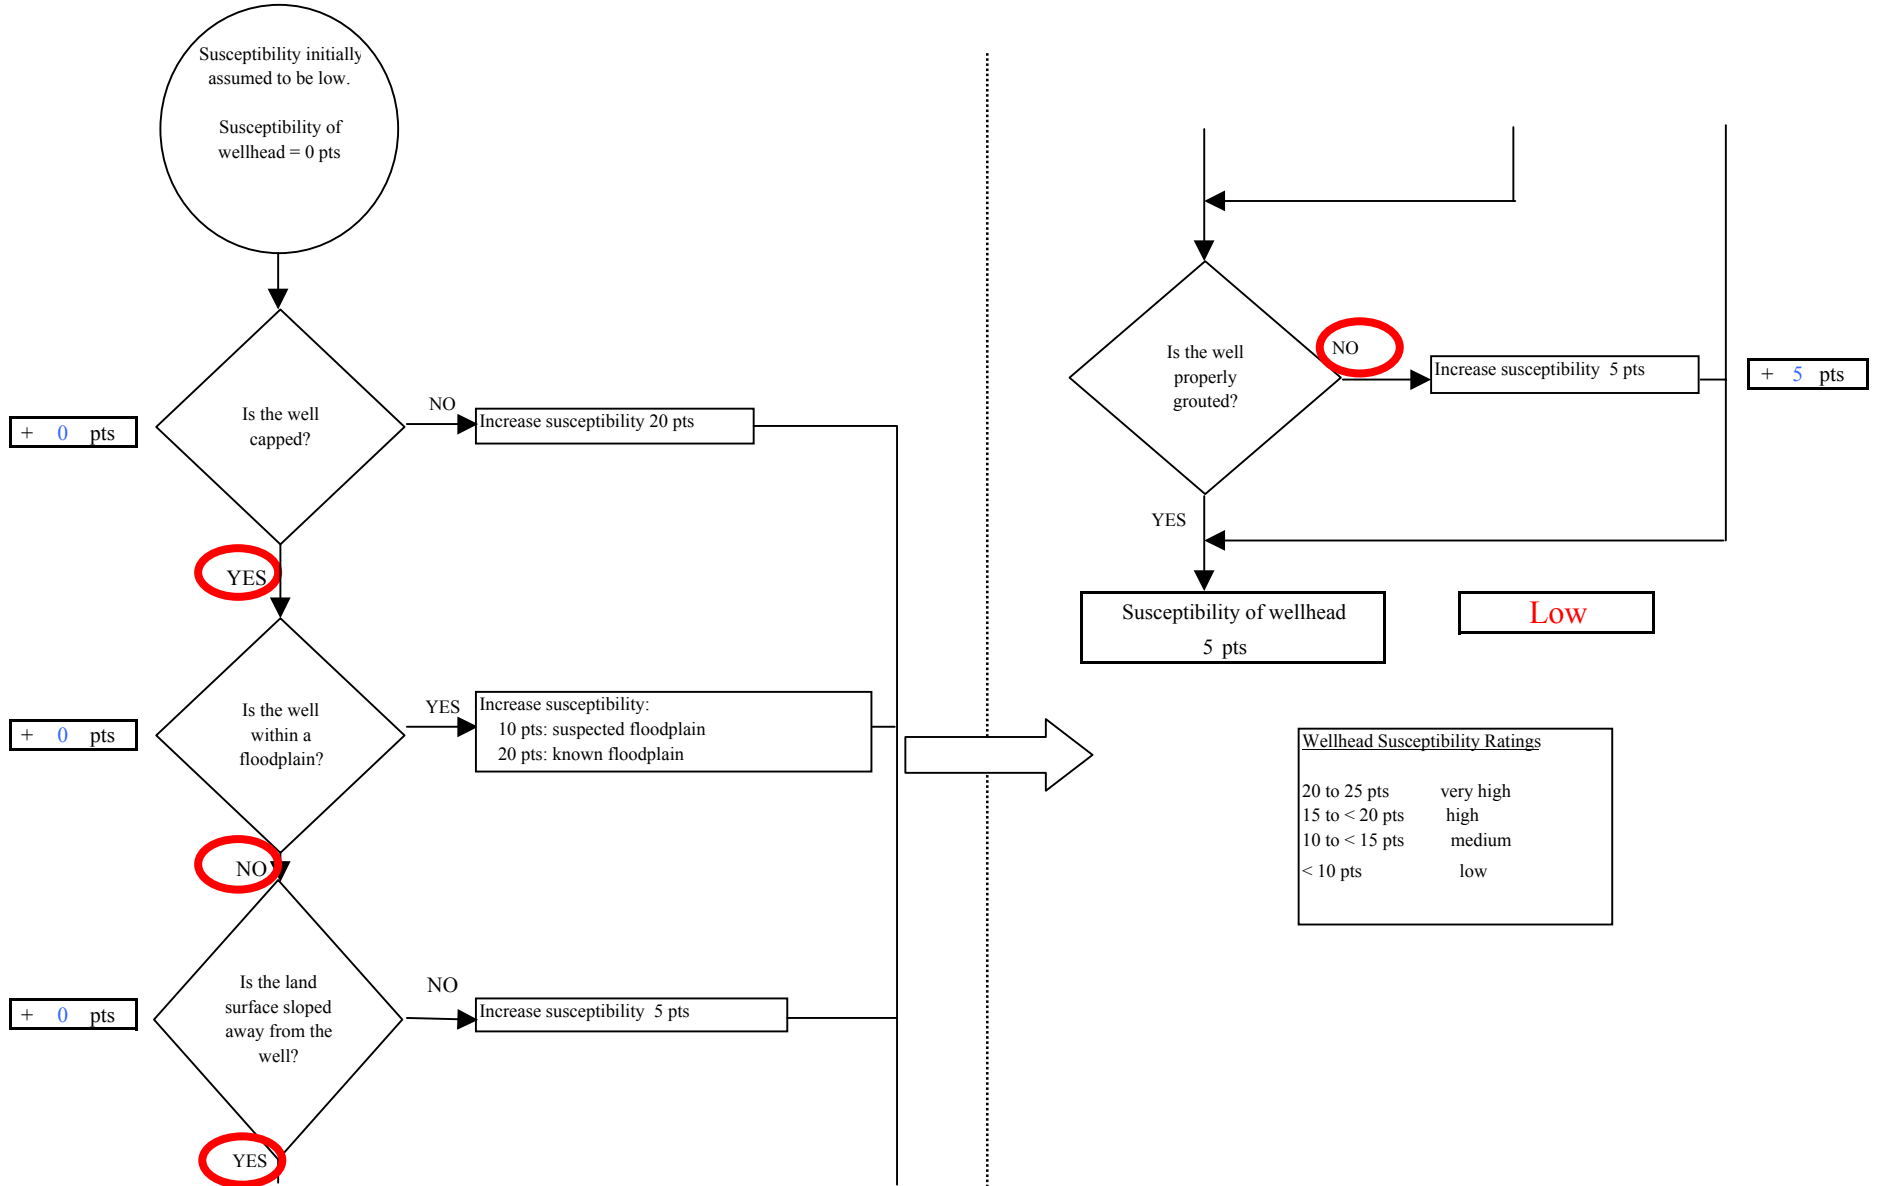 Susceptibility initially
assumed to be low.
Susceptibility of
wellhead = 0 pts
Is the well
capped?
+ 0 pts
NO
Increase susceptibility 20 pts
YES
Is the well
within a
floodplain?
+ 0 pts
YES
Increase susceptibility:
10 pts: suspected floodplain
20 pts: known floodplain
NO
Is the land
surface sloped
away from the
well?
+ 0 pts
NO
Increase susceptibility 5 pts
YES
Is the well
properly
grouted?
NO
Increase susceptibility 5 pts
+ 5 pts
YES
Susceptibility of wellhead
5 pts
Low
Wellhead Susceptibility Ratings
20 to 25 pts very high
15 to < 20 pts high
10 to < 15 pts medium
< 10 pts low